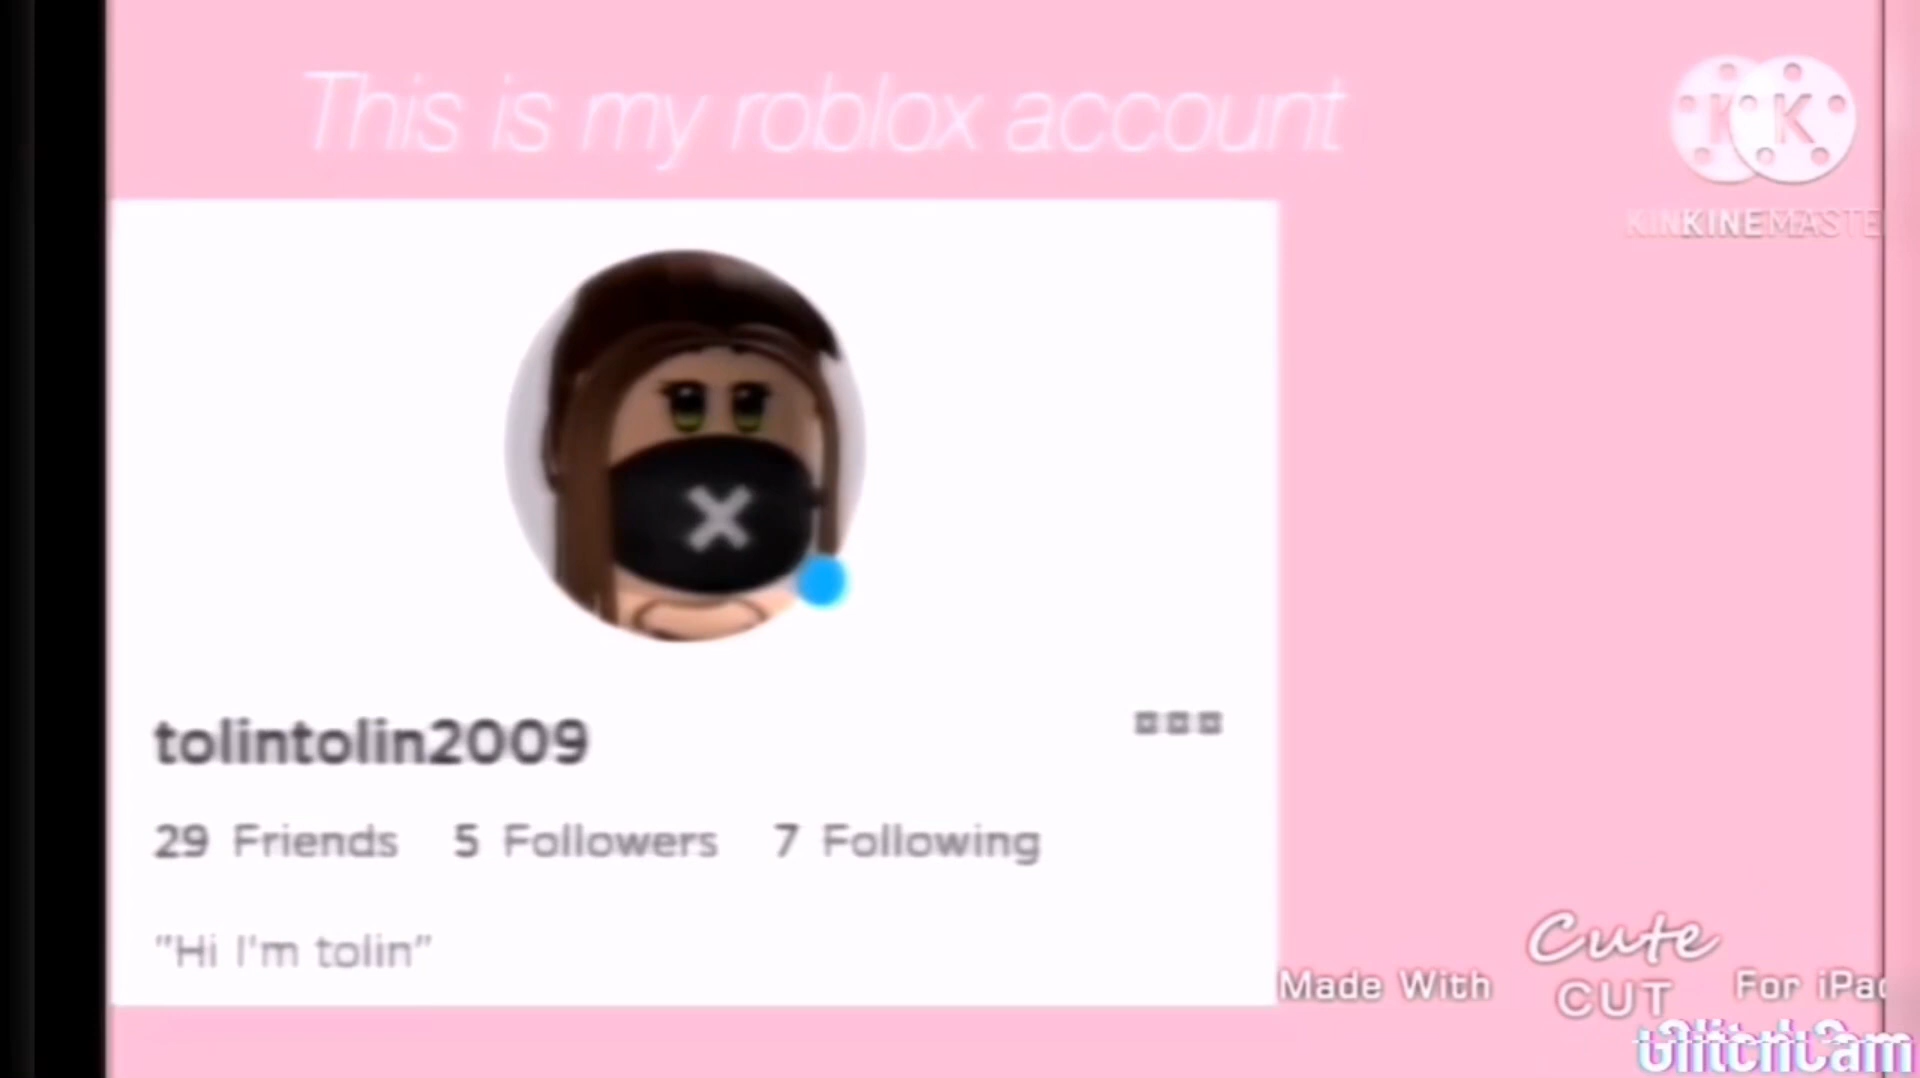 This is my roblox account
K K
KINKINEMASTE
X
tolintolin2009
29 Friends 5 Followers 7 Following
"Hi I'm tolin"
Cute
Made With CUT For iPad
GlitchCam